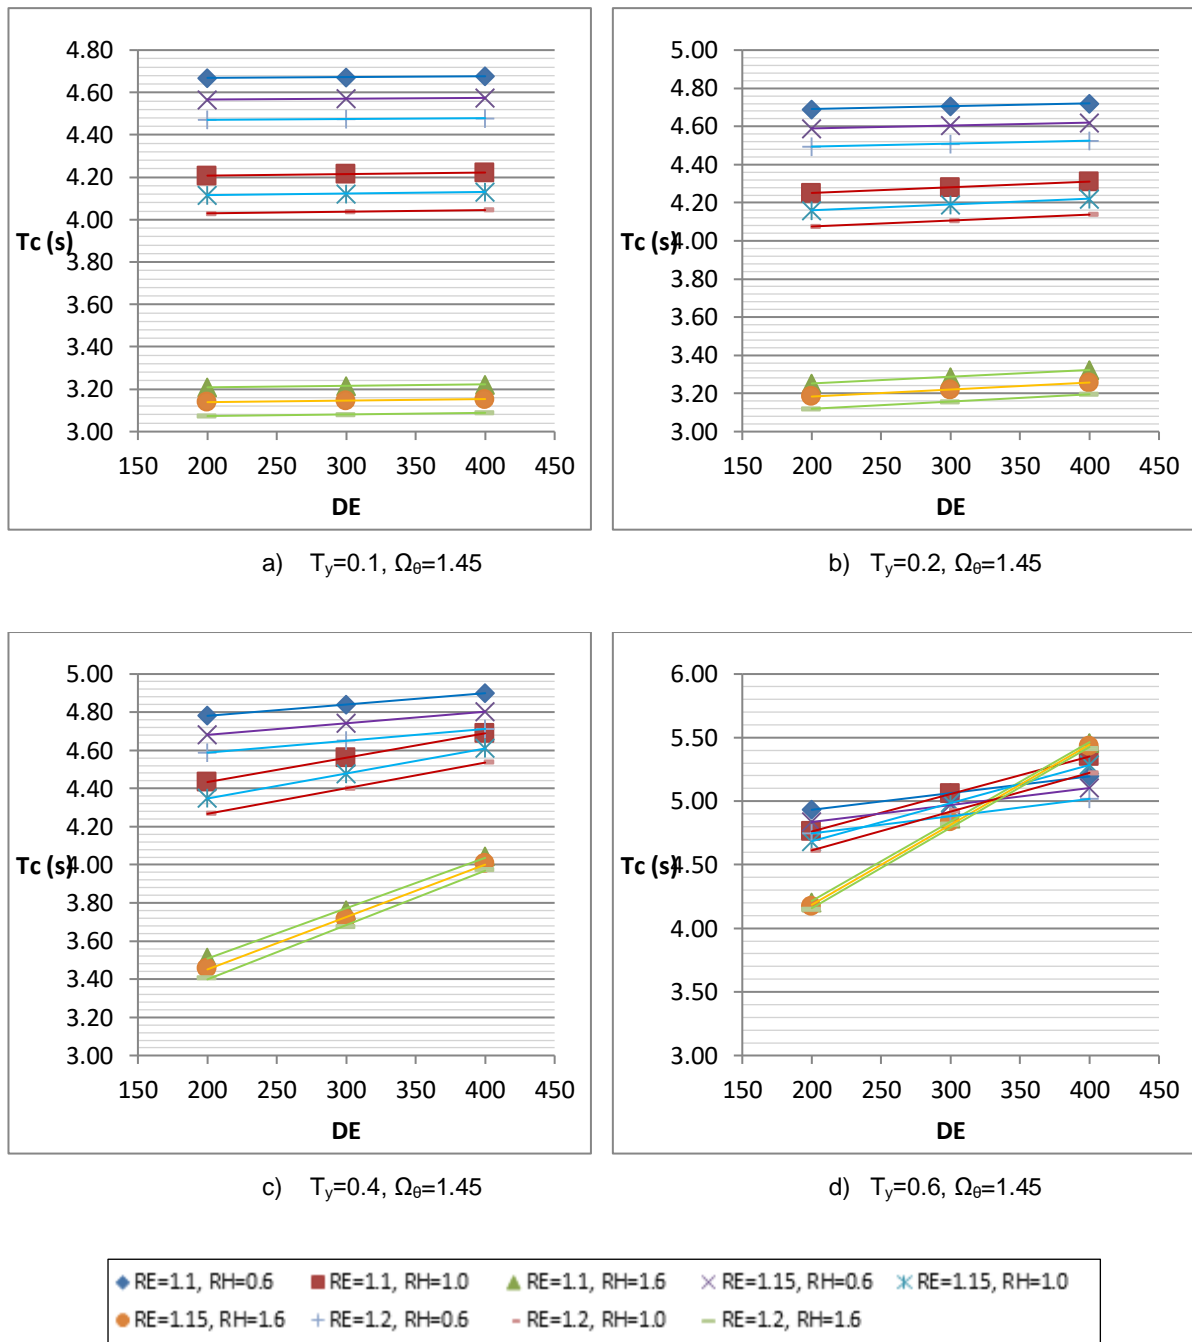 4.80
4.60
4.40
4.20
4.00
3.80
3.60
3.40
3.20
3.00
Tc (s)
150 200 250 300 350 400 450
DE
a) Ty=0.1, Ωθ=1.45
5.00
4.80
4.60
4.40
4.20
4.00
3.80
3.60
3.40
3.20
3.00
Tc (s)
150 200 250 300 350 400 450
DE
b) Ty=0.2, Ωθ=1.45
5.00
4.80
4.60
4.40
4.20
4.00
3.80
3.60
3.40
3.20
3.00
Tc (s)
150 200 250 300 350 400 450
DE
c) Ty=0.4, Ωθ=1.45
6.00
5.50
5.00
4.50
4.00
3.50
3.00
Tc (s)
150 200 250 300 350 400 450
DE
d) Ty=0.6, Ωθ=1.45
RE=1.1, RH=0.6 RE=1.1, RH=1.0 RE=1.1, RH=1.6 RE=1.15, RH=0.6 RE=1.15, RH=1.0
RE=1.15, RH=1.6 RE=1.2, RH=0.6 RE=1.2, RH=1.0 RE=1.2, RH=1.6